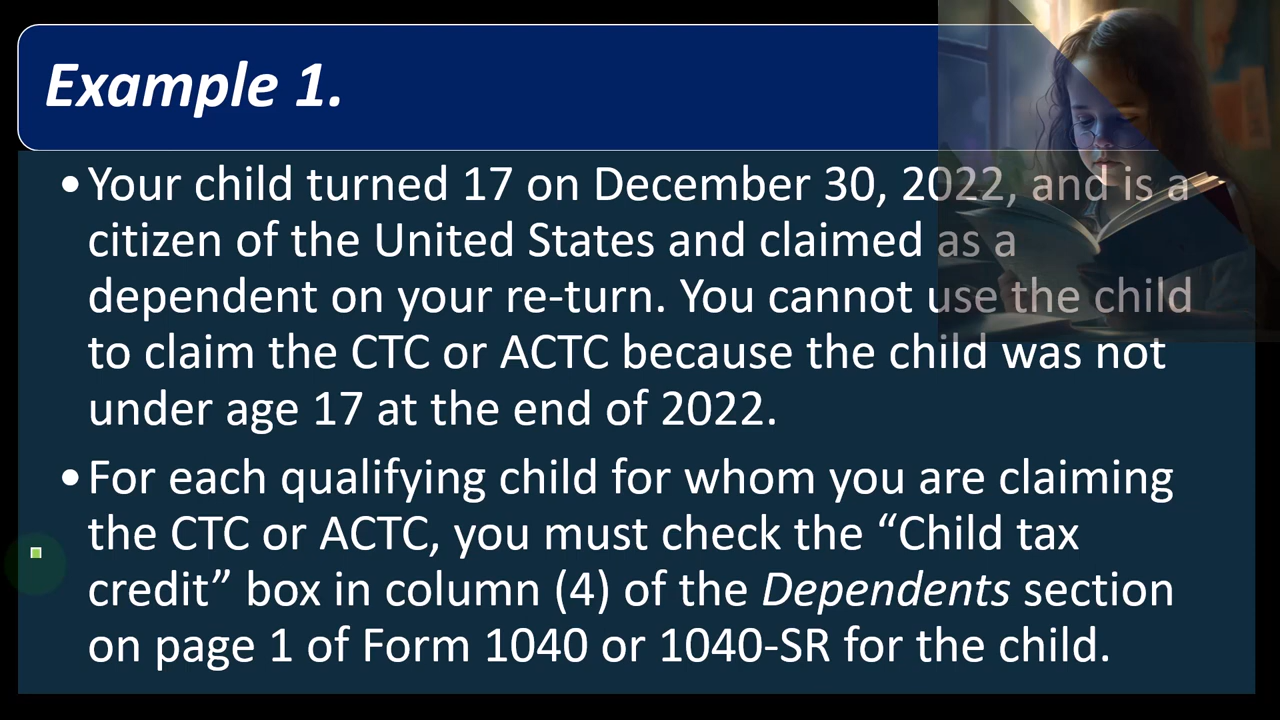 Example 1.
•Your child turned 17 on December 30, 2022, and is a
citizen of the United States and claimed as a
dependent on your re-turn. You cannot use the child
to claim the CTC or ACTC because the child was not
under age 17 at the end of 2022.
•For each qualifying child for whom you are claiming
the CTC or ACTC, you must check the “Child tax
credit” box in column (4) of the Dependents section
on page 1 of Form 1040 or 1040-SR for the child.